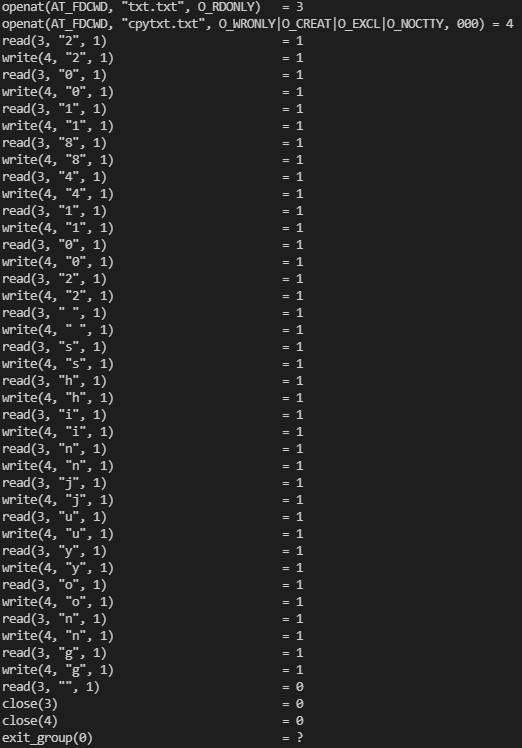 openat(AT_FDCWD, "txt.txt", O_RDONLY)   = 3
openat(AT_FDCWD, "cpytxt.txt", O_WRONLY|O_CREAT|O_EXCL|O_NOCTTY, 000) = 4
read(3, "2", 1)                         = 1
write(4, "2", 1)                        = 1
read(3, "0", 1)                         = 1
write(4, "0", 1)                        = 1
read(3, "1", 1)                         = 1
write(4, "1", 1)                        = 1
read(3, "8", 1)                         = 1
write(4, "8", 1)                        = 1
read(3, "4", 1)                         = 1
write(4, "4", 1)                        = 1
read(3, "1", 1)                         = 1
write(4, "1", 1)                        = 1
read(3, "0", 1)                         = 1
write(4, "0", 1)                        = 1
read(3, "2", 1)                         = 1
write(4, "2", 1)                        = 1
read(3, " ", 1)                         = 1
write(4, " ", 1)                        = 1
read(3, "s", 1)                         = 1
write(4, "s", 1)                        = 1
read(3, "h", 1)                         = 1
write(4, "h", 1)                        = 1
read(3, "i", 1)                         = 1
write(4, "i", 1)                        = 1
read(3, "n", 1)                         = 1
write(4, "n", 1)                        = 1
read(3, "j", 1)                         = 1
write(4, "j", 1)                        = 1
read(3, "u", 1)                         = 1
write(4, "u", 1)                        = 1
read(3, "y", 1)                         = 1
write(4, "y", 1)                        = 1
read(3, "o", 1)                         = 1
write(4, "o", 1)                        = 1
read(3, "n", 1)                         = 1
write(4, "n", 1)                        = 1
read(3, "g", 1)                         = 1
write(4, "g", 1)                        = 1
read(3, "", 1)                          = 0
close(3)                                = 0
close(4)                                = 0
exit_group(0)                           = ?